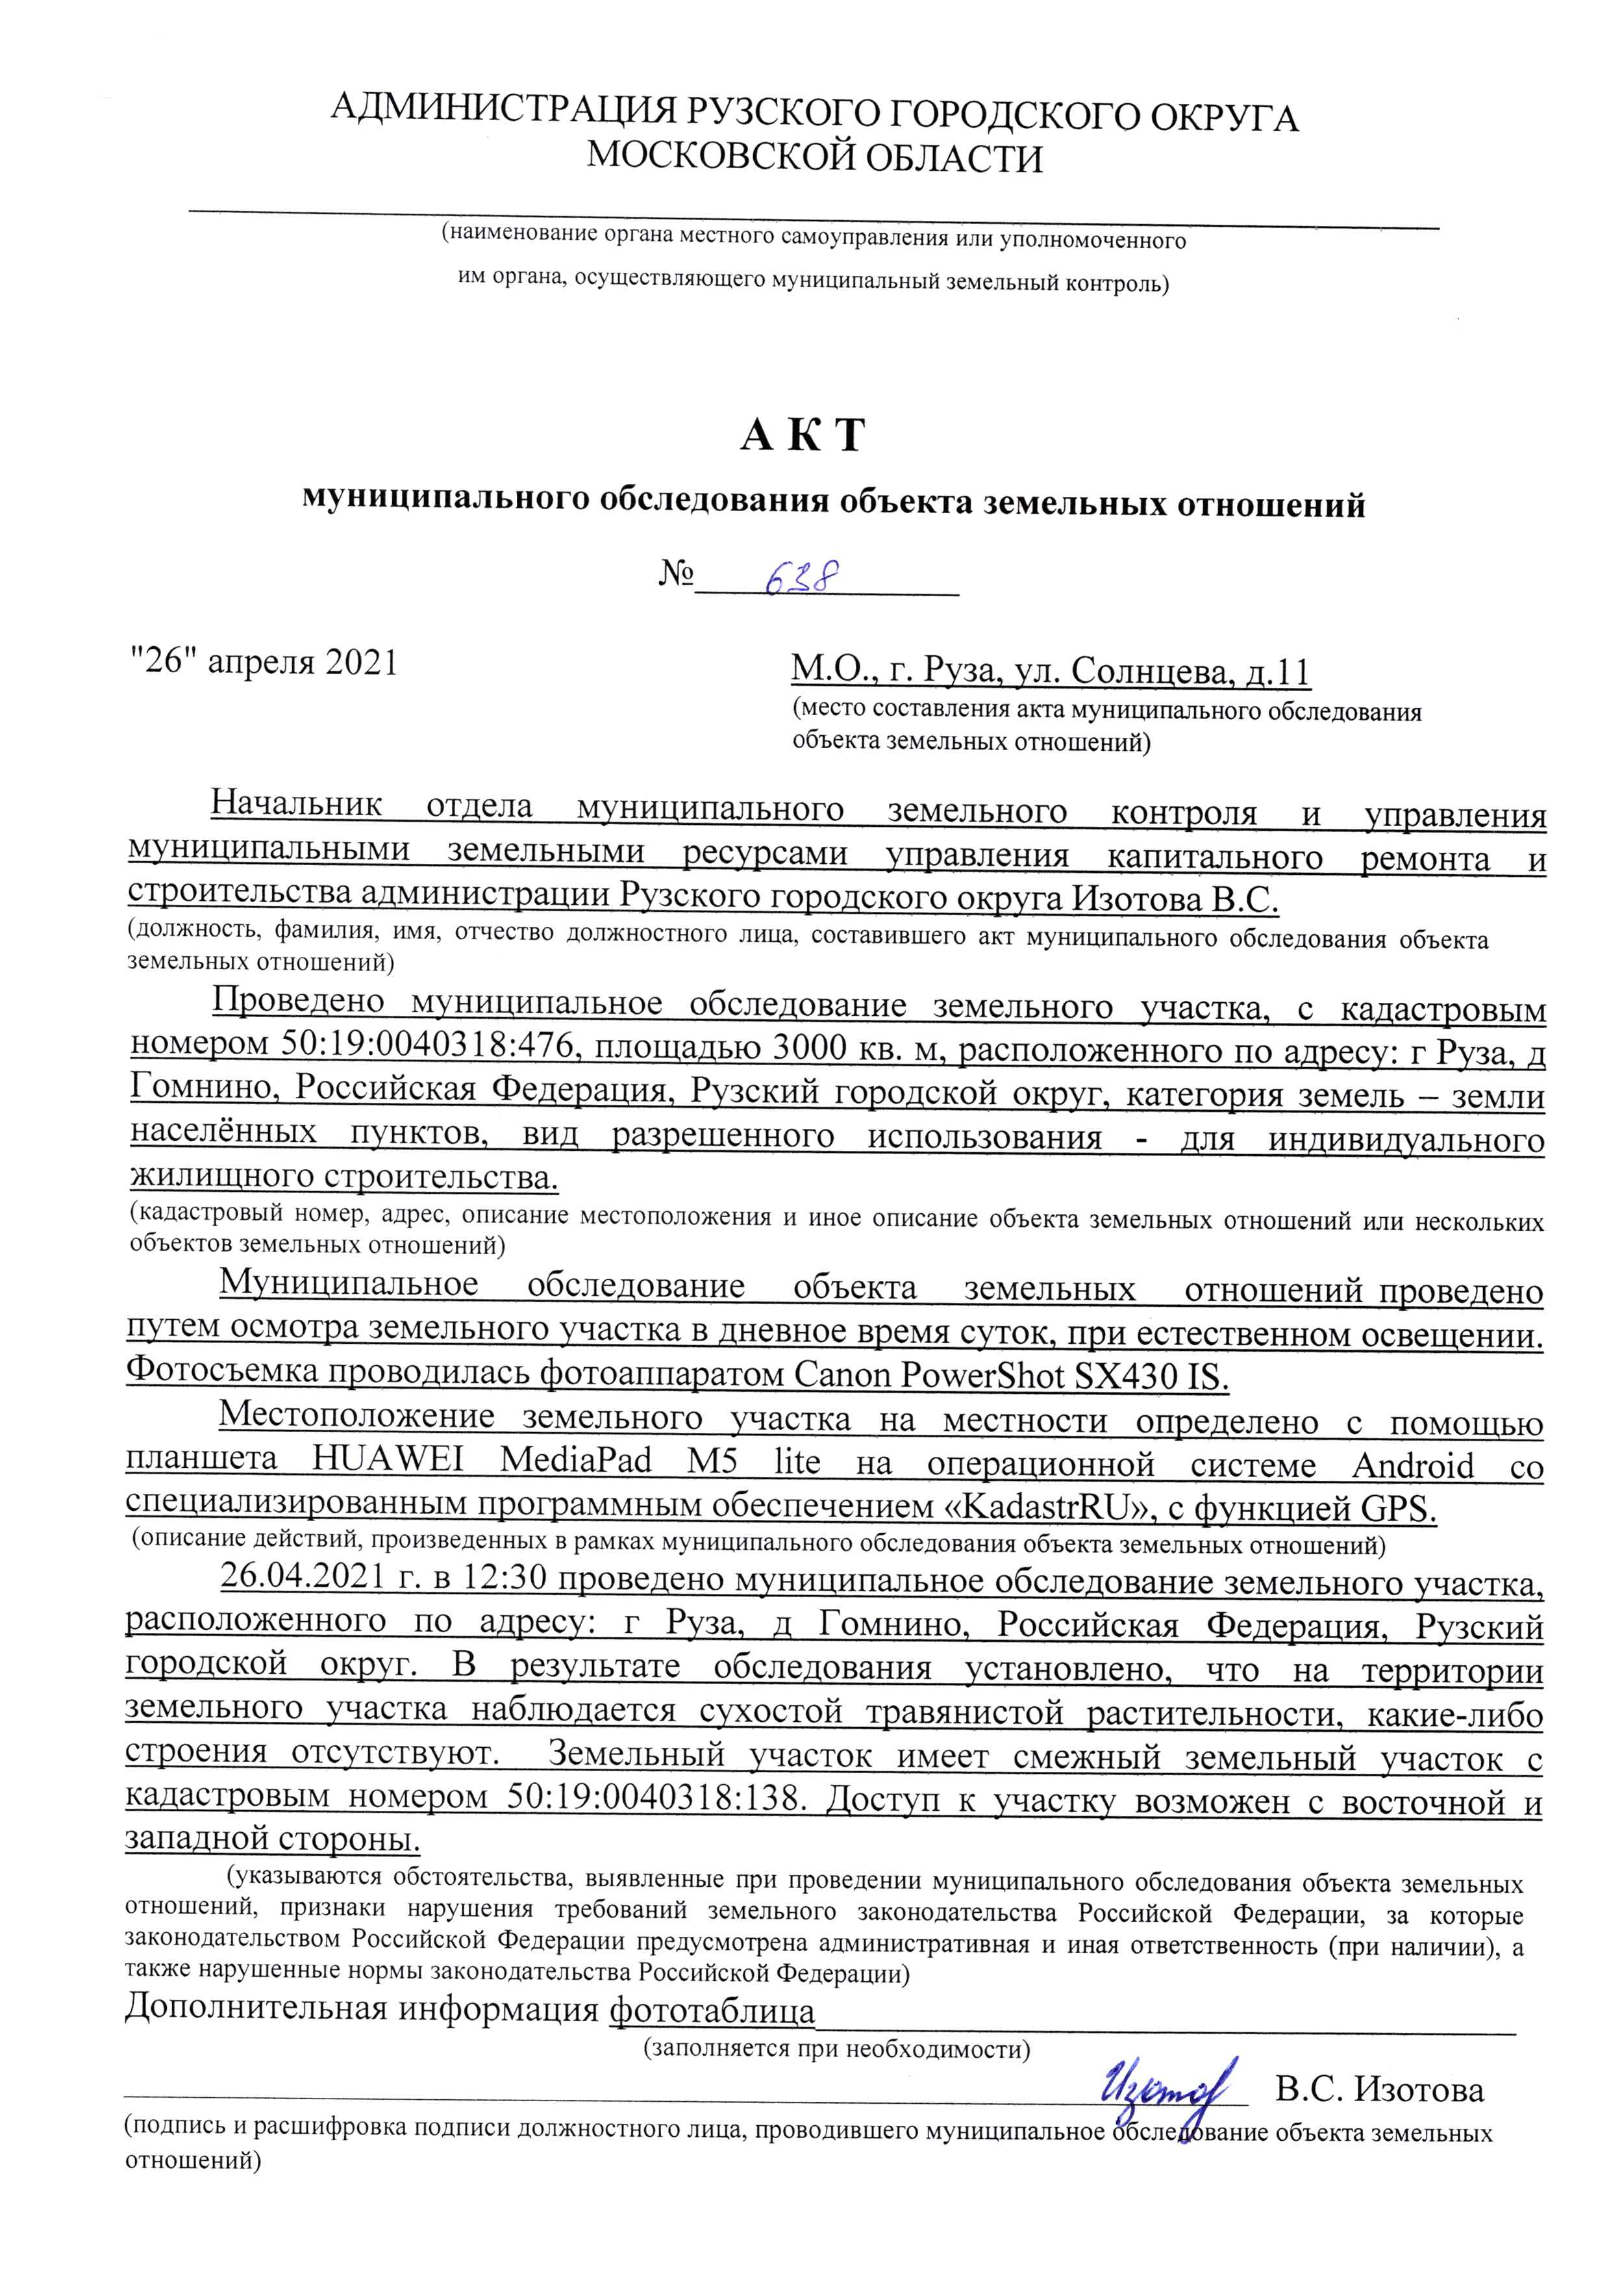 АДМИНИСТРАЦИЯ РУЗСКОГО ГОРОДСКОГО ОКРУГА
МОСКОВСКОЙ ОБЛАСТИ
(наименование органа местного самоуправления или уполномоченного
им органа, осуществляющего муниципальный земельный контроль)
А К Т
муниципального обследования объекта земельных отношений
№ 638
"26" апреля 2021
М.О., г. Руза, ул. Солнцева, д.11
(место составления акта муниципального обследования
объекта земельных отношений)
Начальник отдела муниципального земельного контроля и управления
муниципальными земельными ресурсами управления капитального ремонта и
строительства администрации Рузского городского округа Изотова В.С.
(должность, фамилия, имя, отчество должностного лица, составившего акт муниципального обследования объекта
земельных отношений)
Проведено муниципальное обследование земельного участка, с кадастровым
номером 50:19:0040318:476, площадью 3000 кв. м, расположенного по адресу: г Руза, д
Гомнино, Российская Федерация, Рузский городской округ, категория земель – земли
населённых пунктов, вид разрешенного использования - для индивидуального
жилищного строительства.
(кадастровый номер, адрес, описание местоположения и иное описание объекта земельных отношений или нескольких
объектов земельных отношений)
Муниципальное обследование объекта земельных отношений проведено
путем осмотра земельного участка в дневное время суток, при естественном освещении.
Фотосъемка проводилась фотоаппаратом Canon PowerShot SX430 IS.
Местоположение земельного участка на местности определено с помощью
планшета HUAWEI MediaPad M5 lite на операционной системе Android со
специализированным программным обеспечением «KadastrRU», с функцией GPS.
(описание действий, произведенных в рамках муниципального обследования объекта земельных отношений)
26.04.2021 г. в 12:30 проведено муниципальное обследование земельного участка,
расположенного по адресу: г Руза, д Гомнино, Российская Федерация, Рузский
городской округ. В результате обследования установлено, что на территории
земельного участка наблюдается сухостой травянистой растительности, какие-либо
строения отсутствуют. Земельный участок имеет смежный земельный участок с
кадастровым номером 50:19:0040318:138. Доступ к участку возможен с восточной и
западной стороны.
(указываются обстоятельства, выявленные при проведении муниципального обследования объекта земельных
отношений, признаки нарушения требований земельного законодательства Российской Федерации, за которые
законодательством Российской Федерации предусмотрена административная и иная ответственность (при наличии), а
также нарушенные нормы законодательства Российской Федерации)
Дополнительная информация фототаблица
(заполняется при необходимости)
Изотов В.С. Изотова
(подпись и расшифровка подписи должностного лица, проводившего муниципальное обследование объекта земельных
отношений)